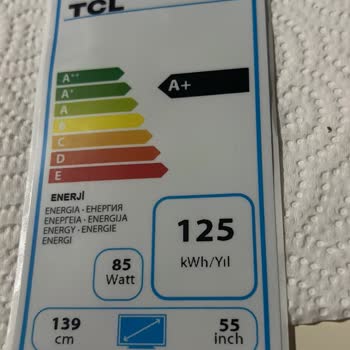 TCL
A++
A+
A
B
C
D
E
A+
ENERJİ
ENERGIA · ЕНЕРГИЯ
ΕΝΕΡΓΕΙΑ · ENERGIJA
ENERGY · ENERGIE
ENERGI
125
kWh/Yıl
85
Watt
139
cm
55
inch